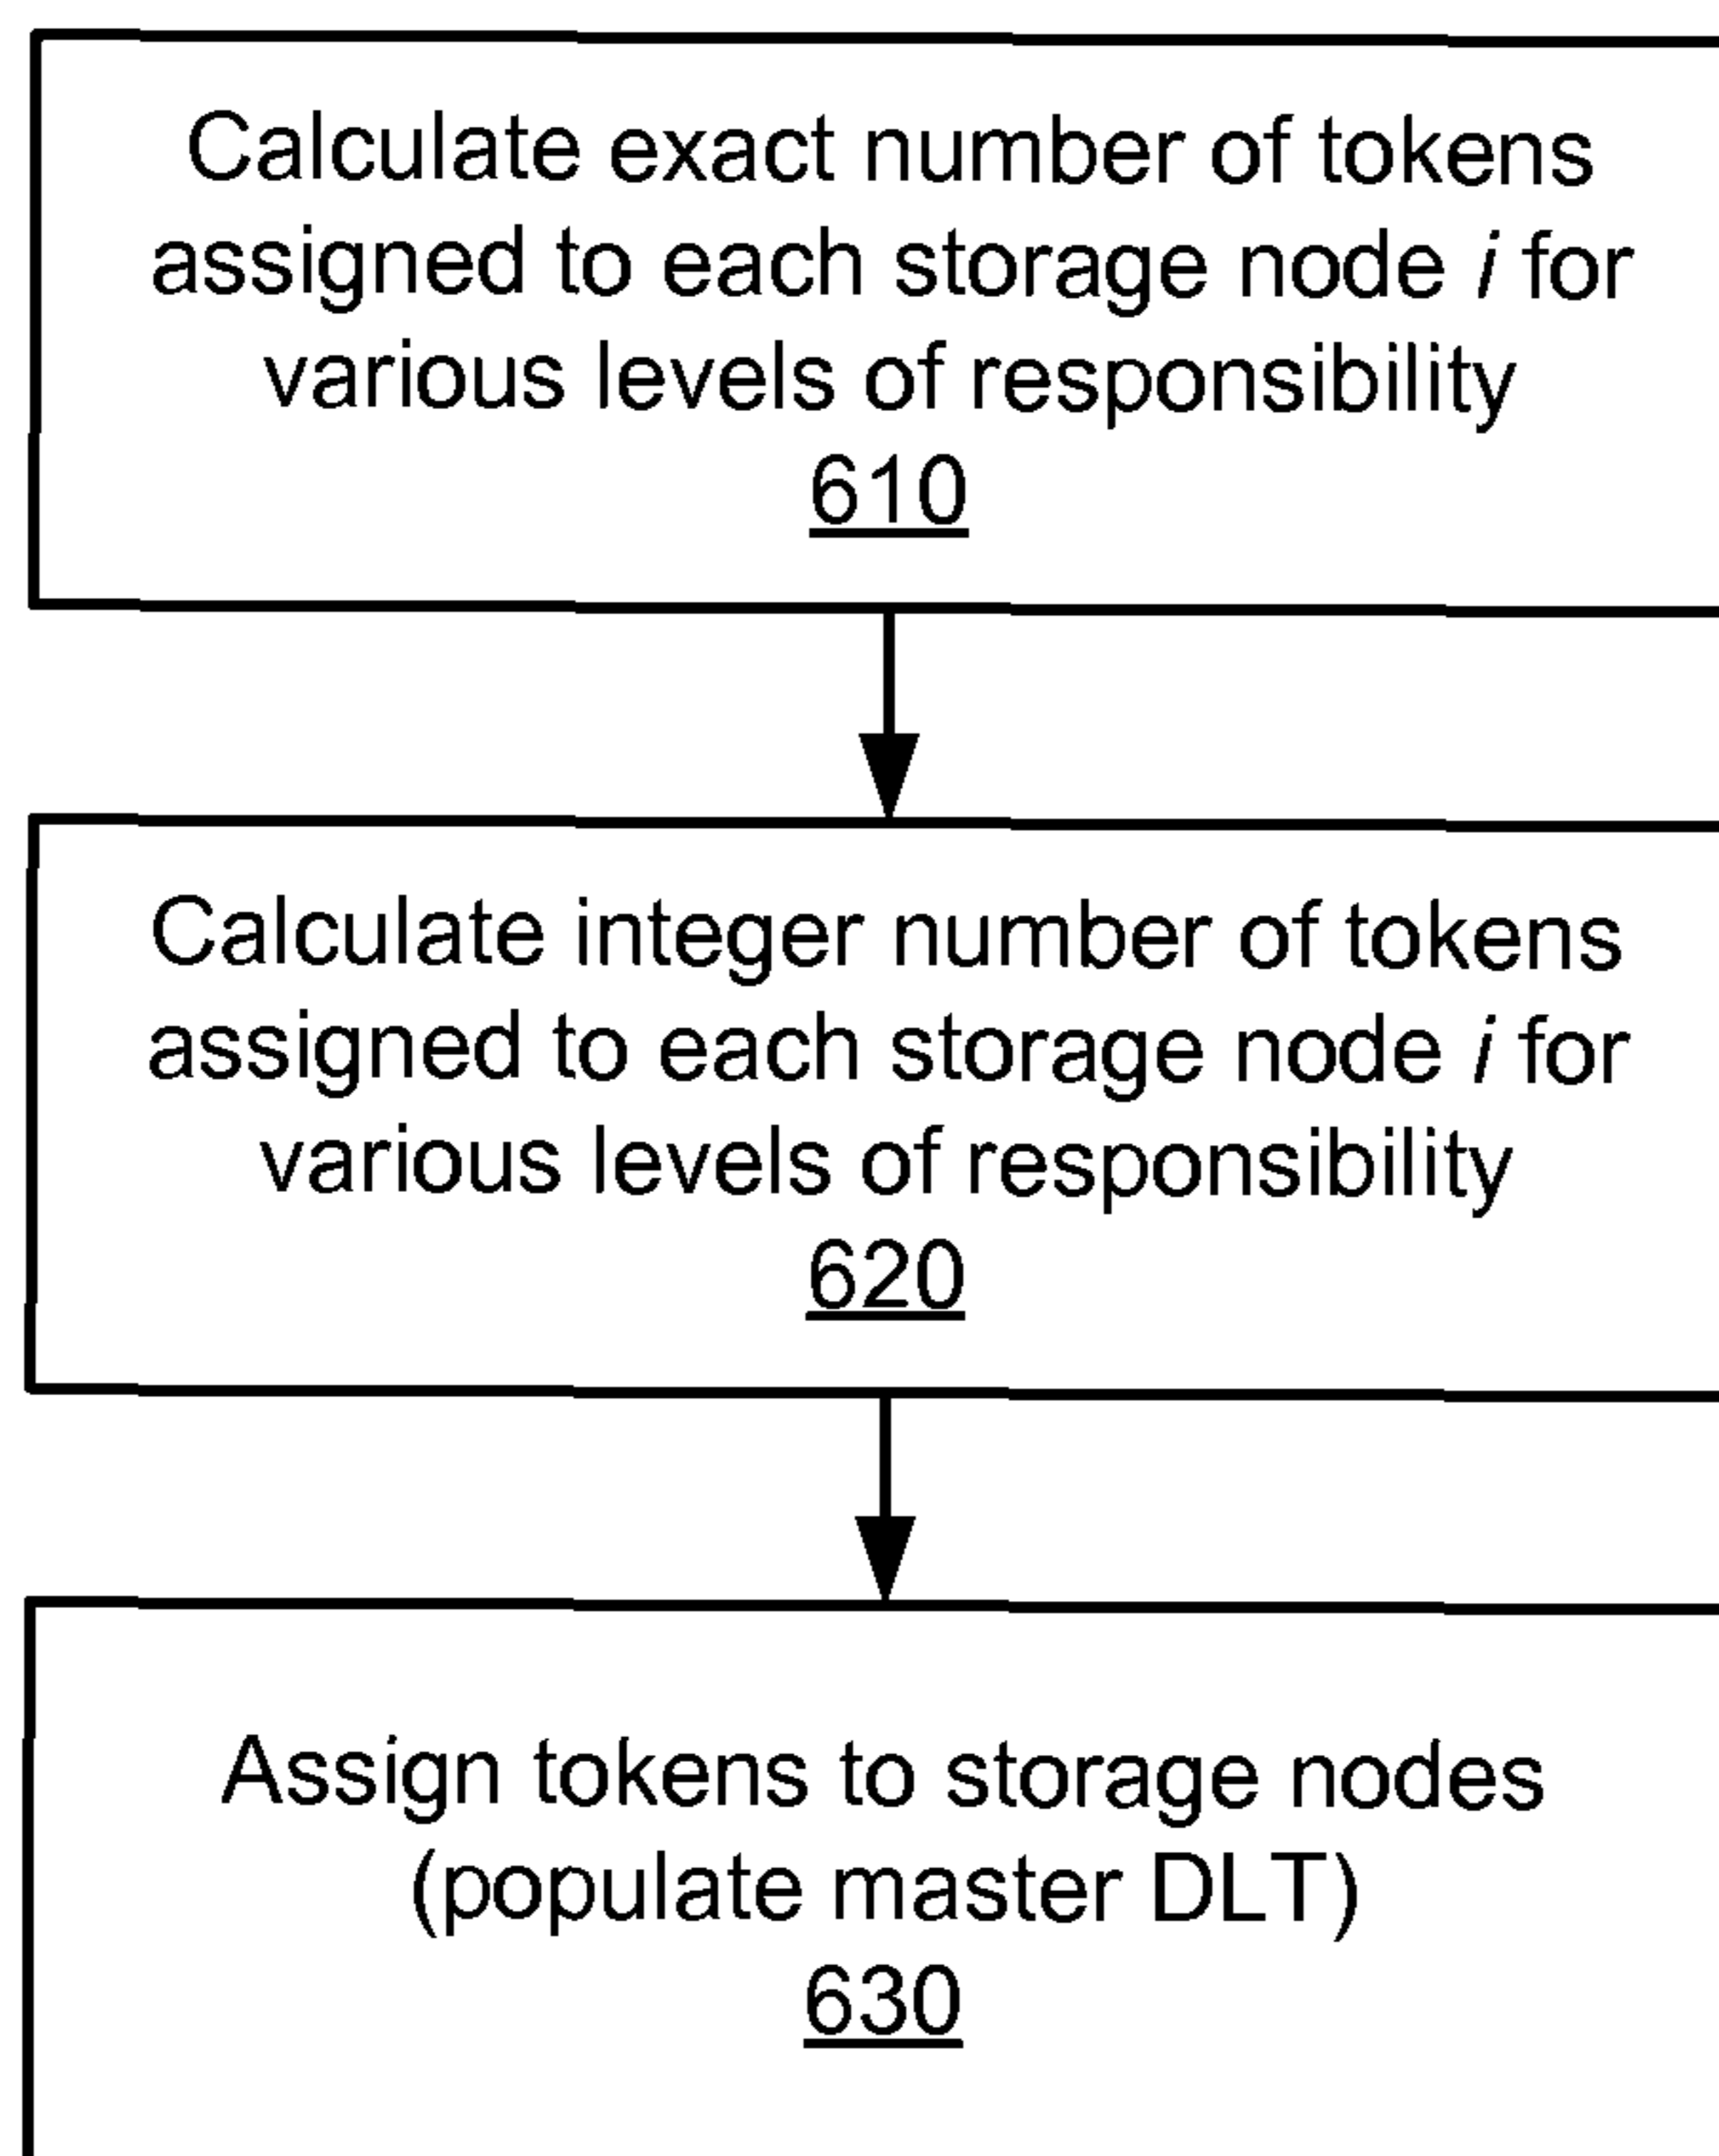 Calculate exact number of tokens
assigned to each storage node i for
various levels of responsibility
610
Calculate integer number of tokens
assigned to each storage node i for
various levels of responsibility
620
Assign tokens to storage nodes
(populate master DLT)
630